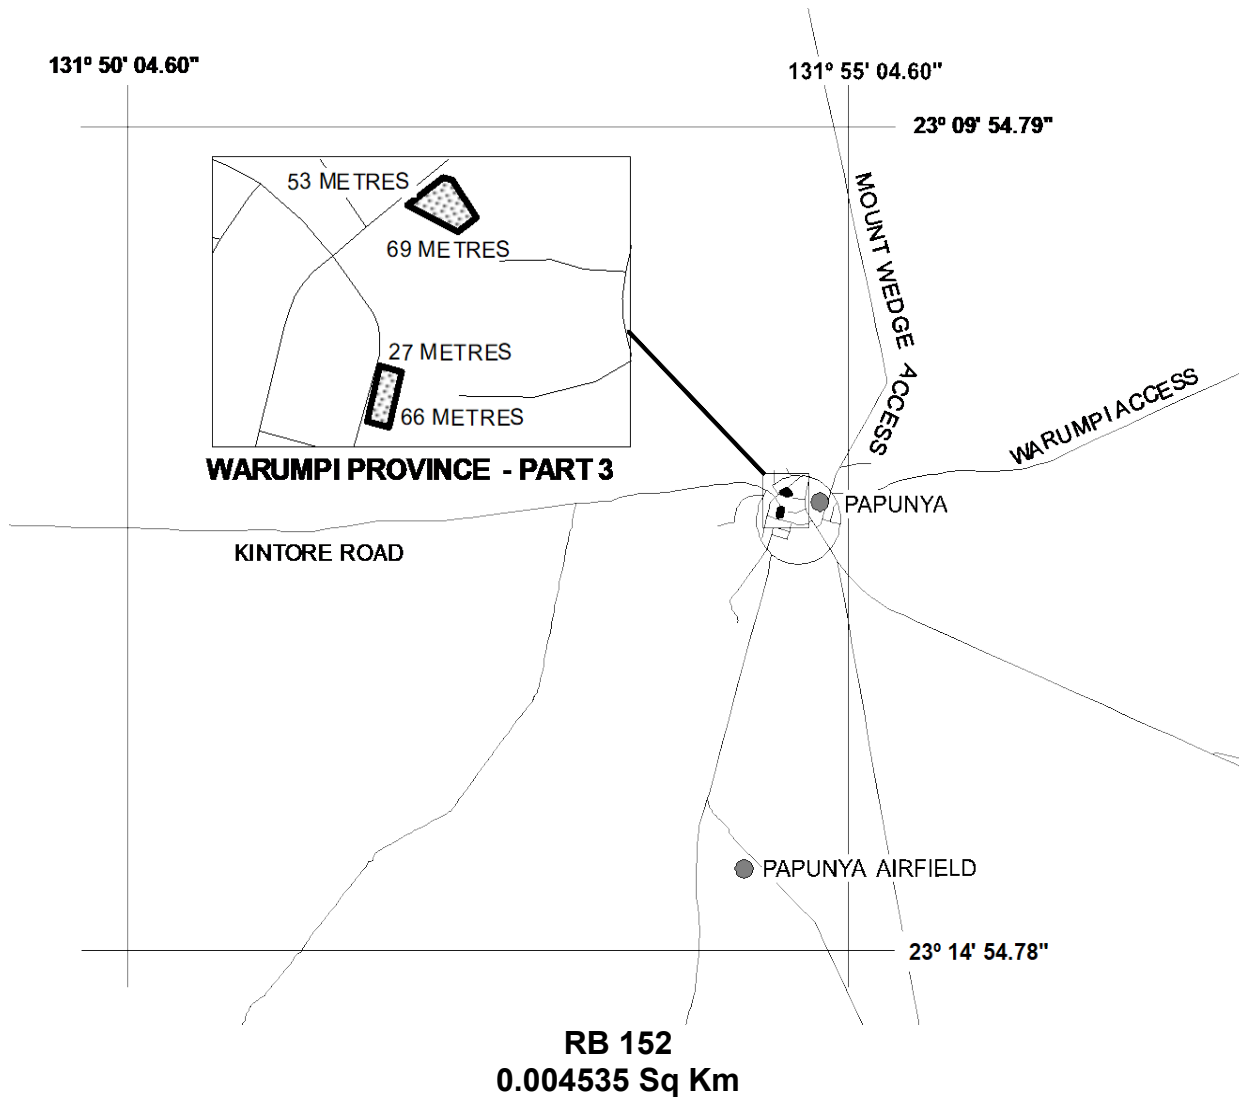 131º 50' 04.60"
131º 55' 04.60"
23º 09' 54.79"
53 METRES
69 METRES
27 METRES
66 METRES
WARUMPI PROVINCE - PART 3
MOUNT WEDGE ACCESS
WARUMPI ACCESS
PAPUNYA
KINTORE ROAD
PAPUNYA AIRFIELD
23º 14' 54.78"
RB 152
0.004535 Sq Km